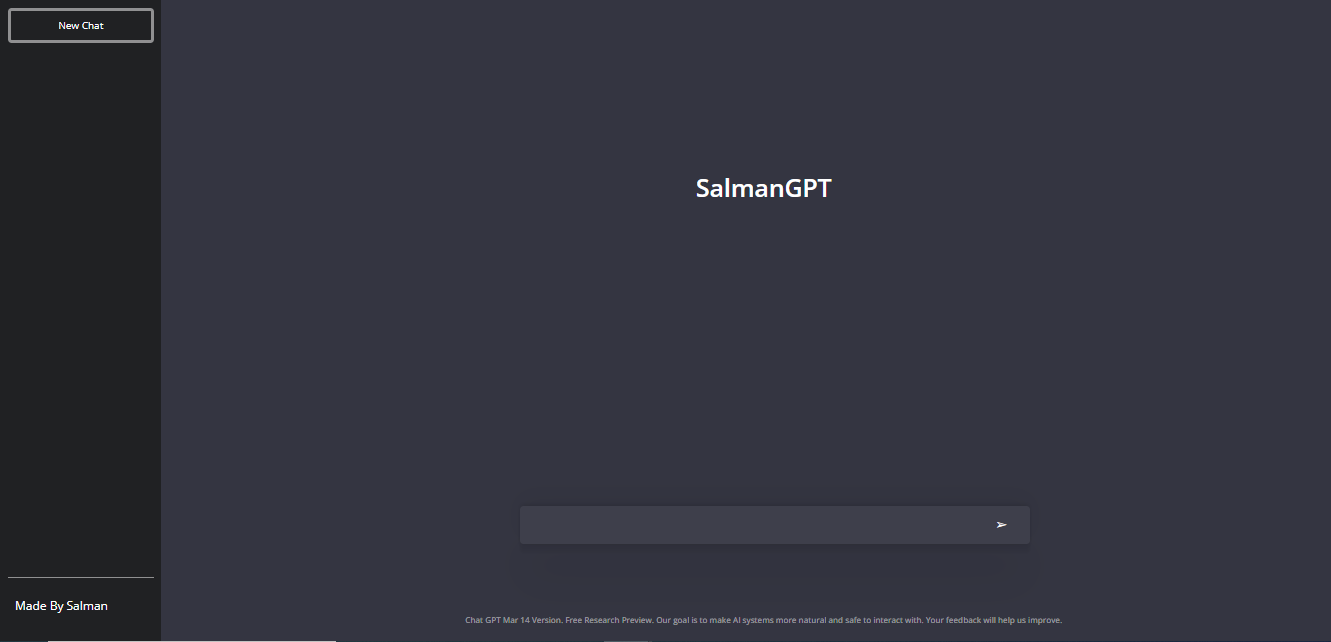 New Chat
SalmanGPT
➢
Made By Salman
Chat GPT Mar 14 Version. Free Research Preview. Our goal is to make AI systems more natural and safe to interact with. Your feedback will help us improve.